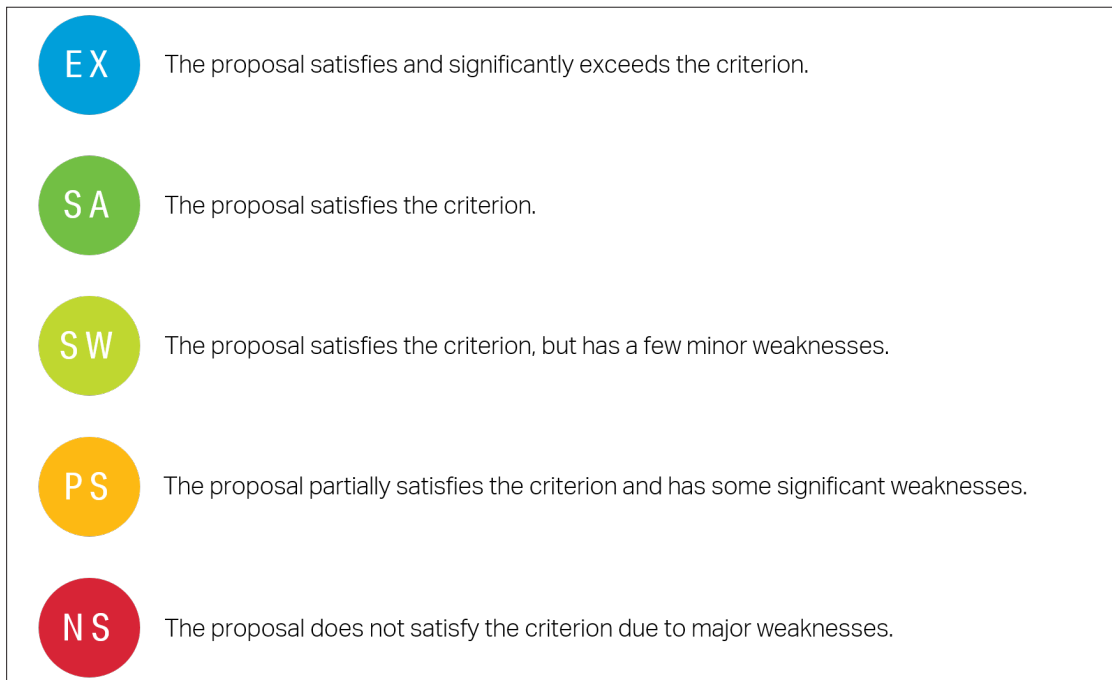 EX The proposal satisfies and significantly exceeds the criterion.
SA The proposal satisfies the criterion.
SW The proposal satisfies the criterion, but has a few minor weaknesses.
PS The proposal partially satisfies the criterion and has some significant weaknesses.
NS The proposal does not satisfy the criterion due to major weaknesses.